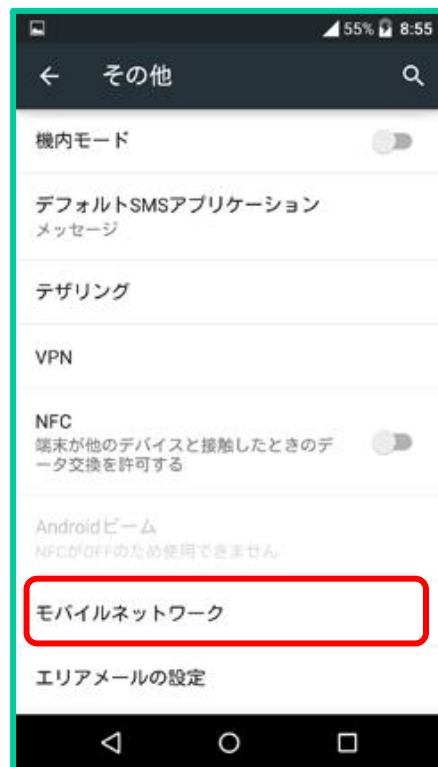 55% 8:55
その他
機内モード
デフォルトSMSアプリケーション
メッセージ
テザリング
VPN
NFC
端末が他のデバイスと接触したときのデ
ータ交換を許可する
Androidビーム
NFCがOFFのため使用できません
モバイルネットワーク
エリアメールの設定